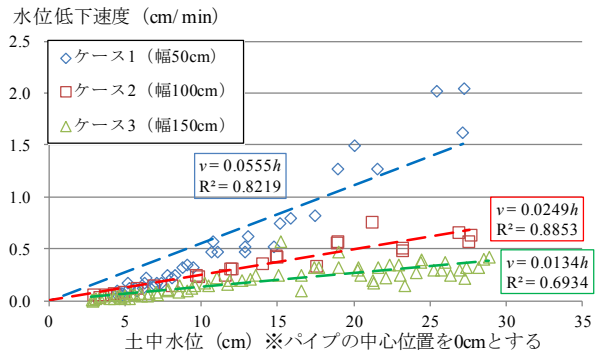 水位低下速度(cm/min)
2.5
2.0
1.5
1.0
0.5
0.0
ケース1(幅50cm)
ケース2(幅100cm)
ケース3(幅150cm)
v = 0.0555h
R² = 0.8219
v = 0.0249h
R² = 0.8853
v = 0.0134h
R² = 0.6934
0 5 10 15 20 25 30 35
土中水位(cm)※パイプの中心位置を0cmとする